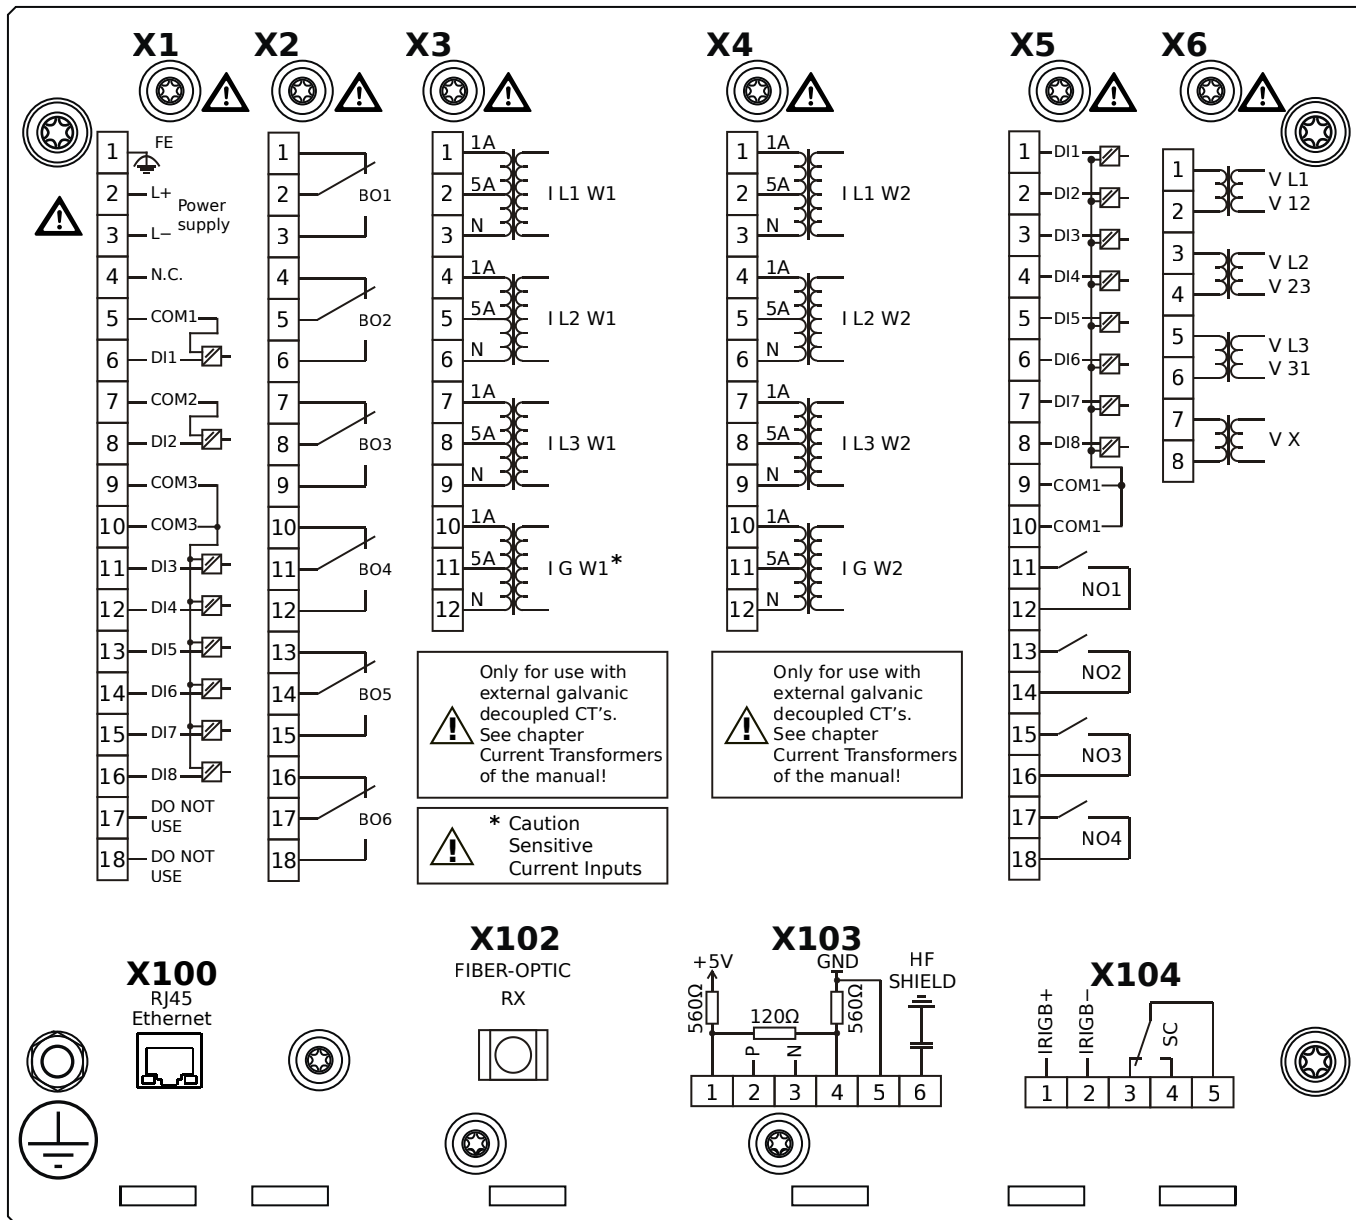 X1
1 FE
2 L+ Power
supply
3 L−
4 N.C.
5 COM1
6 DI1
7 COM2
8 DI2
9 COM3
10 COM3
11 DI3
12 DI4
13 DI5
14 DI6
15 DI7
16 DI8
17 DO NOT
USE
18 DO NOT
USE
X2
1
2 BO1
3
4
5 BO2
6
7
8 BO3
9
10
11 BO4
12
13
14 BO5
15
16
17 BO6
18
X3
1 1A
2 5A I L1 W1
3 N
4 1A
5 5A I L2 W1
6 N
7 1A
8 5A I L3 W1
9 N
10 1A
11 5A I G W1*
12 N
Only for use with
external galvanic
decoupled CT's.
See chapter
Current Transformers
of the manual!
* Caution
Sensitive
Current Inputs
X4
1 1A
2 5A I L1 W2
3 N
4 1A
5 5A I L2 W2
6 N
7 1A
8 5A I L3 W2
9 N
10 1A
11 5A I G W2
12 N
Only for use with
external galvanic
decoupled CT's.
See chapter
Current Transformers
of the manual!
X5
1 DI1
2 DI2
3 DI3
4 DI4
5 DI5
6 DI6
7 DI7
8 DI8
9 COM1
10 COM1
11
NO1
12
13
NO2
14
15
NO3
16
17
NO4
18
X6
1 V L1
2 V 12
3 V L2
4 V 23
5 V L3
6 V 31
7
V X
8
X100
RJ45
Ethernet
X102
FIBER-OPTIC
RX
X103
+5V GND HF
SHIELD
560Ω 120Ω 560Ω
P N
1 2 3 4 5 6
X104
IRIGB+ IRIGB− SC
1 2 3 4 5